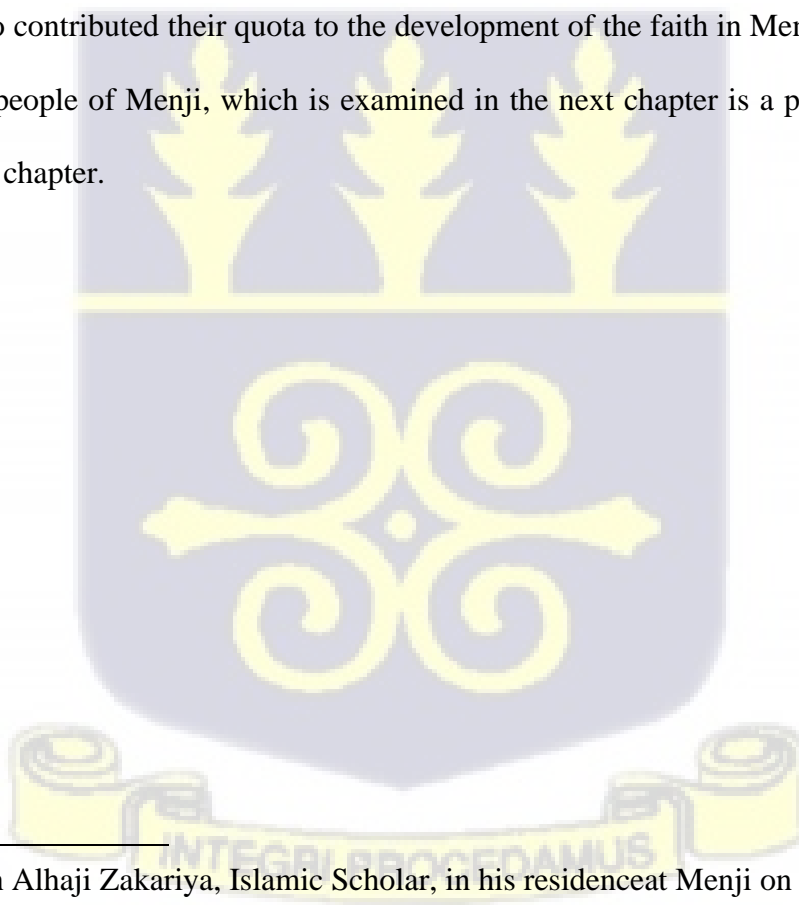 contributed their quota to the development of the faith in
people of Menji, which is examined in the next chapter is a
chapter.
INTEGRI PROCEDAMUS
Alhaji Zakariya, Islamic Scholar, in his residenceat Menji on